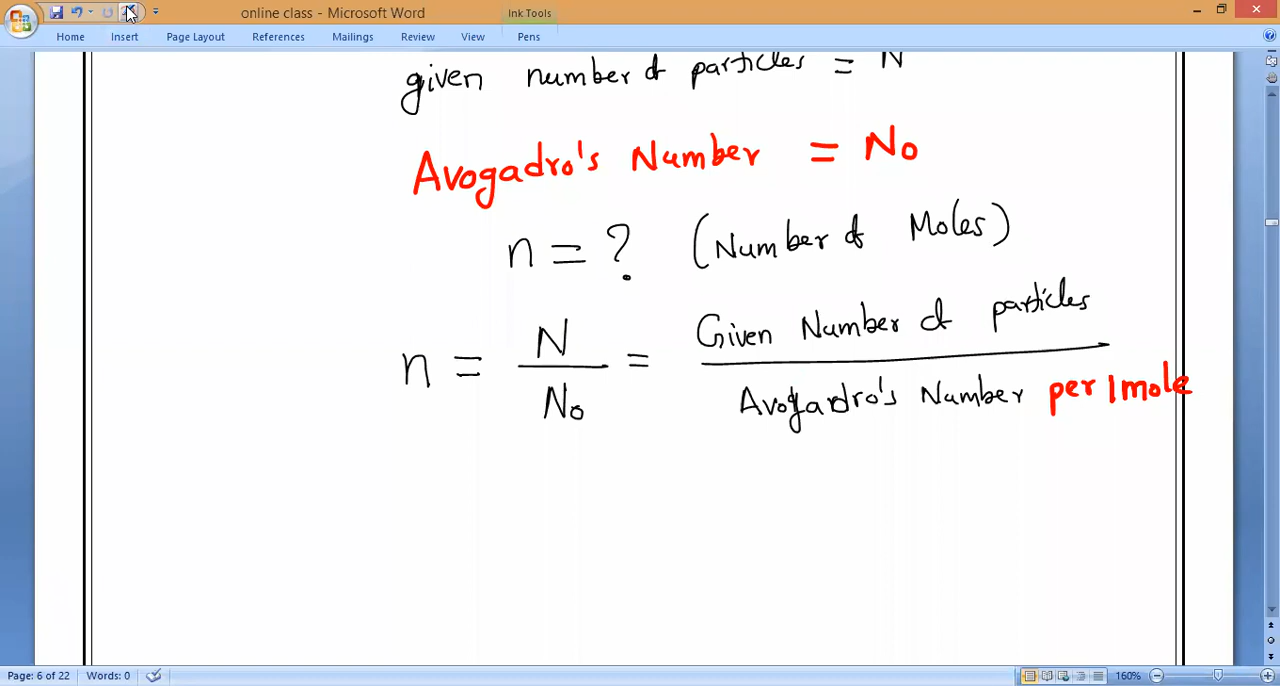 online class - Microsoft Word
Ink Tools
Home Insert Page Layout References Mailings Review View Pens
given number of particles = N
Avogadro's Number = No
n = ? (Number of Moles)
n = N / No = Given Number of particles / Avogadro's Number per 1mole
Page: 6 of 22 Words: 0 160%